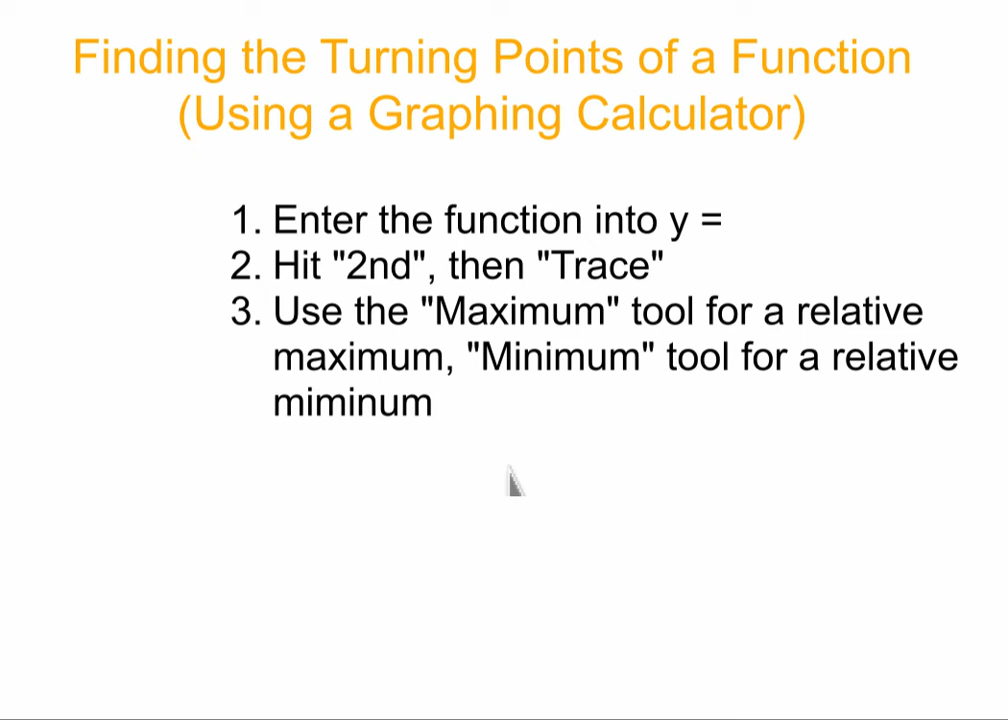 Finding the Turning Points of a Function
(Using a Graphing Calculator)
1. Enter the function into y =
2. Hit "2nd", then "Trace"
3. Use the "Maximum" tool for a relative
maximum, "Minimum" tool for a relative
miminum